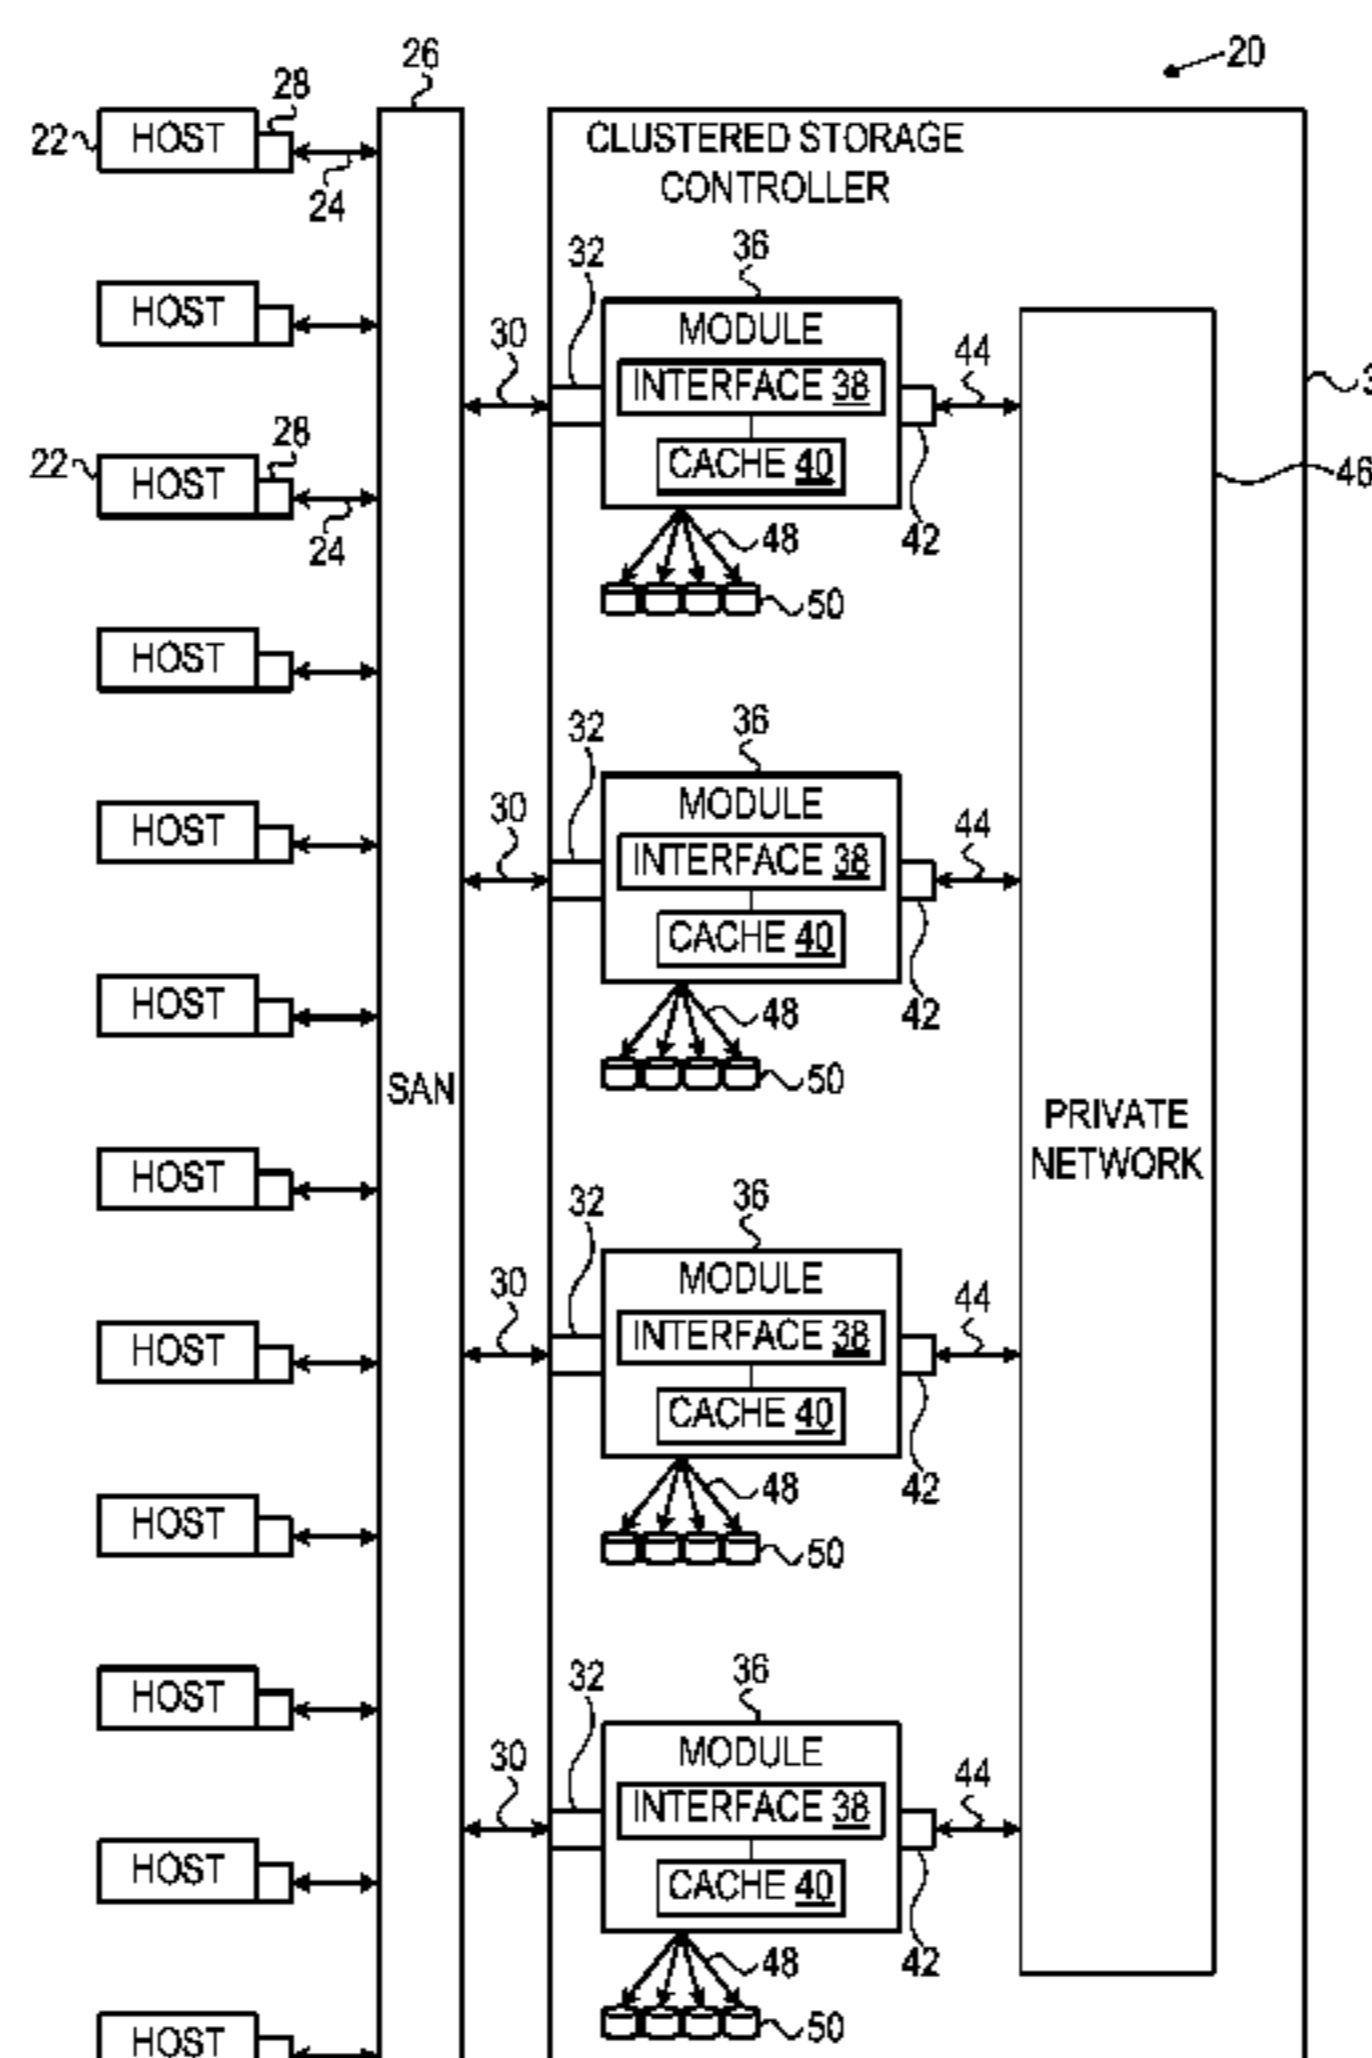 26
20
28
22 HOST
CLUSTERED STORAGE
CONTROLLER
24
32
36
HOST
30
MODULE
44
INTERFACE 38
28
22 HOST
CACHE 40
46
24
48
42
50
HOST
32
36
30
MODULE
44
HOST
INTERFACE 38
CACHE 40
HOST
48
42
50
SAN
PRIVATE
NETWORK
HOST
32
36
30
MODULE
44
HOST
INTERFACE 38
CACHE 40
48
42
HOST
50
32
36
HOST
30
MODULE
44
INTERFACE 38
HOST
CACHE 40
48
42
HOST
50